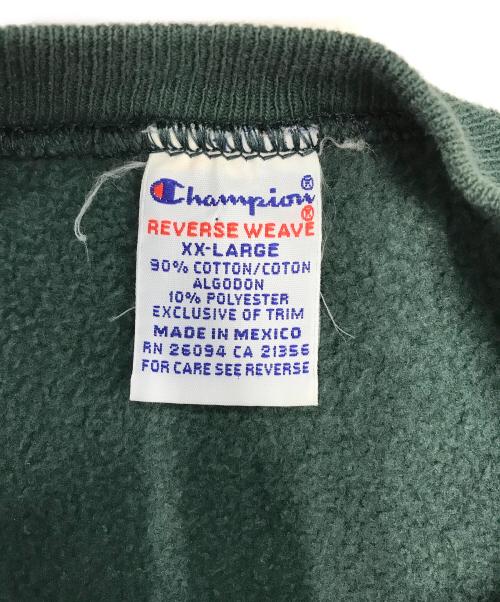 Champion®
REVERSE WEAVE®
XX-LARGE
90% COTTON/COTON
ALGODON
10% POLYESTER
EXCLUSIVE OF TRIM
MADE IN MEXICO
RN 26094 CA 21356
FOR CARE SEE REVERSE